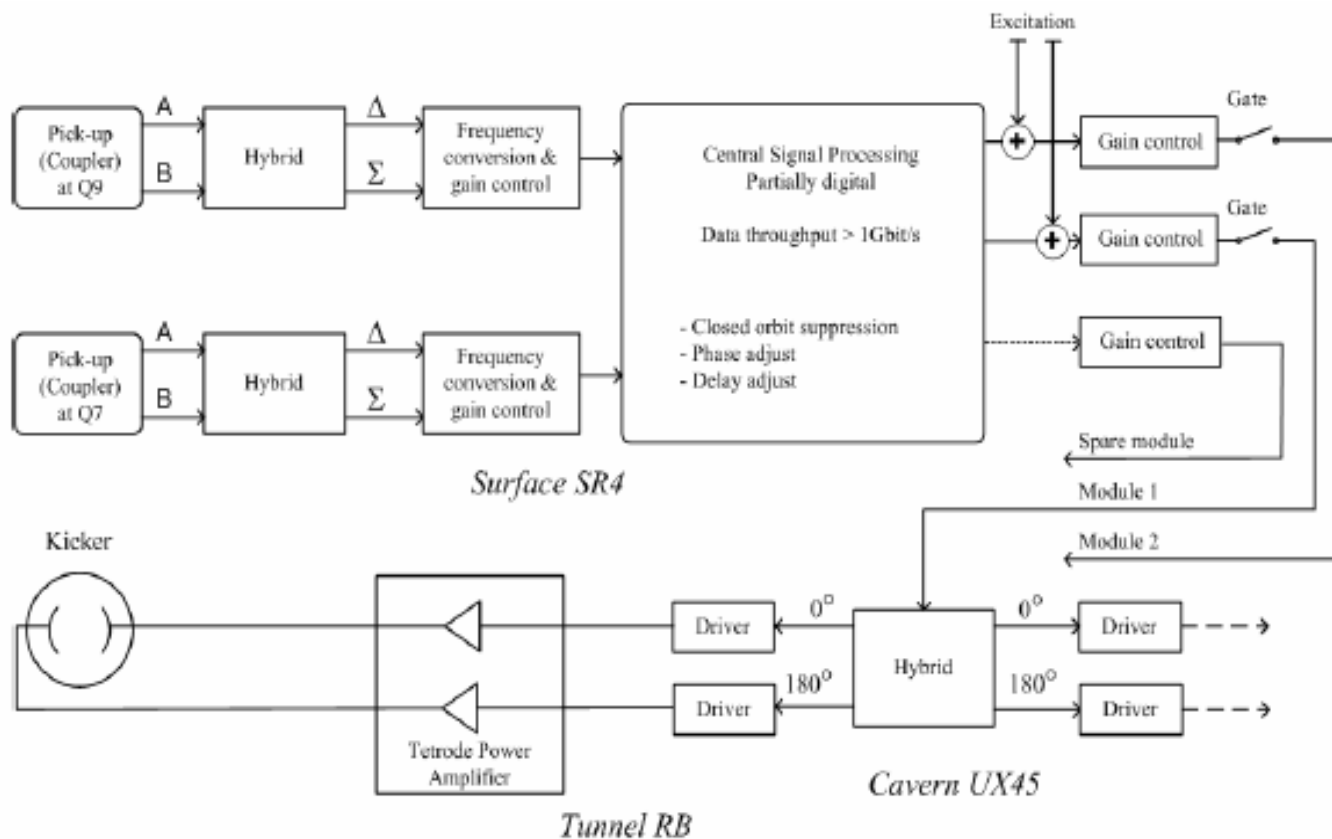 Excitation
Pick-up
(Coupler)
at Q9
A
B
Hybrid
Δ
Σ
Frequency
conversion &
gain control
Central Signal Processing
Partially digital
Data throughput > 1Gbit/s
- Closed orbit suppression
- Phase adjust
- Delay adjust
+
Gain control
Gate
+
Gain control
Gate
Gain control
Pick-up
(Coupler)
at Q7
A
B
Hybrid
Δ
Σ
Frequency
conversion &
gain control
Surface SR4
Spare module
Module 1
Module 2
Kicker
Tetrode Power
Amplifier
Driver
0°
Hybrid
0°
Driver
Driver
180°
180°
Driver
Cavern UX45
Tunnel RB